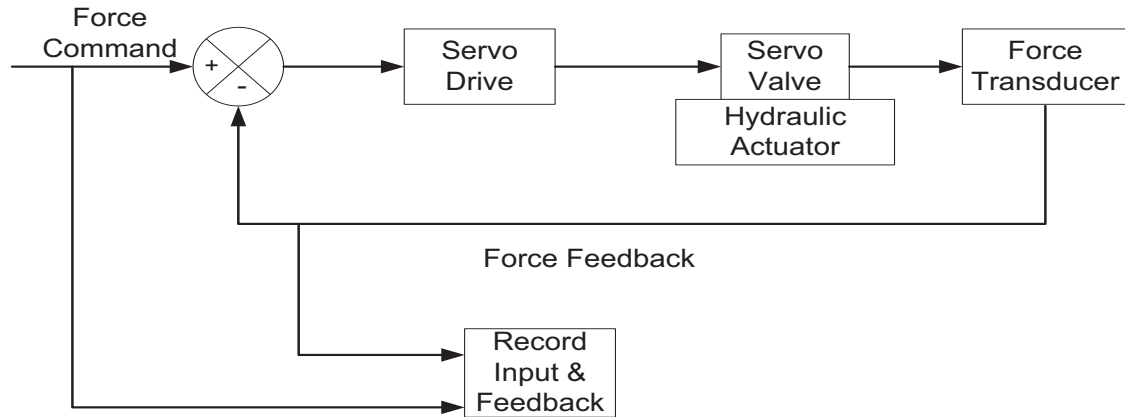 Force
Command
+
-
Servo
Drive
Servo
Valve
Hydraulic
Actuator
Force
Transducer
Force Feedback
Record
Input &
Feedback